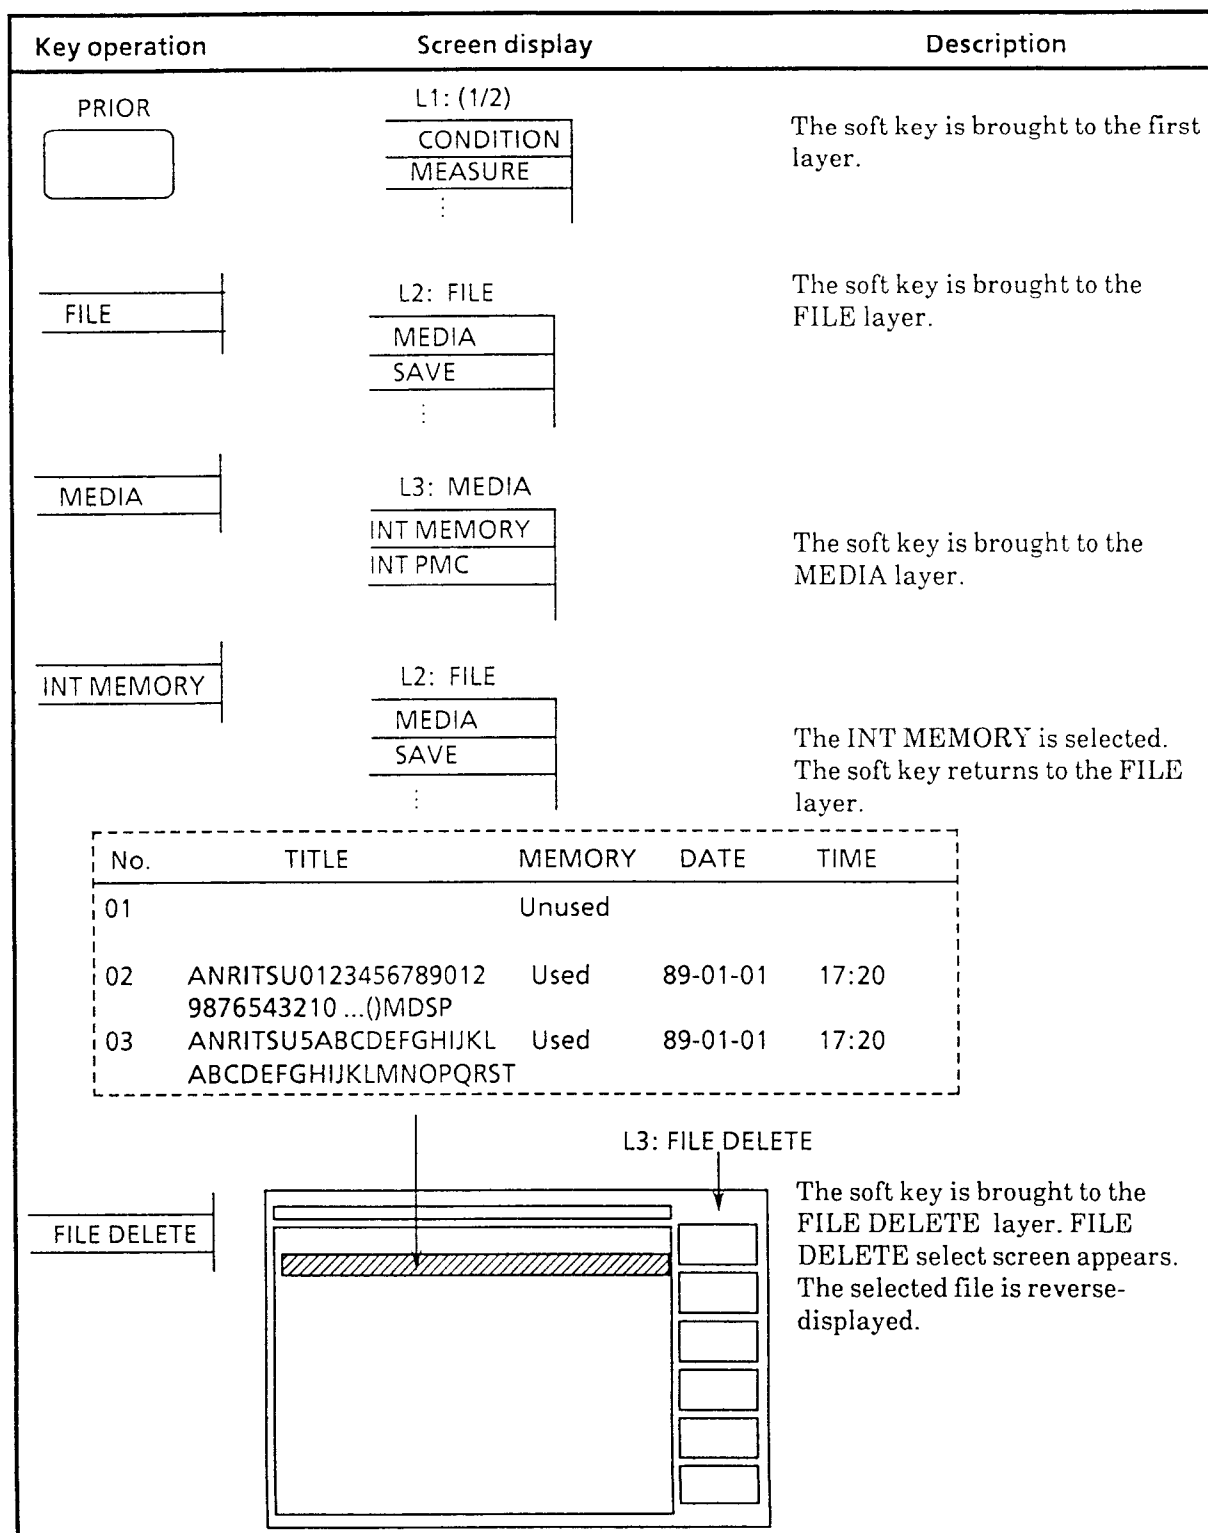 Key operation Screen display Description
PRIOR
L1: (1/2)
CONDITION
MEASURE
⋮
The soft key is brought to the first
layer.
FILE
L2: FILE
MEDIA
SAVE
⋮
The soft key is brought to the
FILE layer.
MEDIA
L3: MEDIA
INT MEMORY
INT PMC
The soft key is brought to the
MEDIA layer.
INT MEMORY
L2: FILE
MEDIA
SAVE
⋮
The INT MEMORY is selected.
The soft key returns to the FILE
layer.
No. TITLE MEMORY DATE TIME
01 Unused
02 ANRITSU0123456789012 Used 89-01-01 17:20
9876543210 ...()MDSP
03 ANRITSU5ABCDEFGHIJKL Used 89-01-01 17:20
ABCDEFGHIJKLMNOPQRST
L3: FILE DELETE
FILE DELETE
The soft key is brought to the
FILE DELETE layer. FILE
DELETE select screen appears.
The selected file is reverse-
displayed.